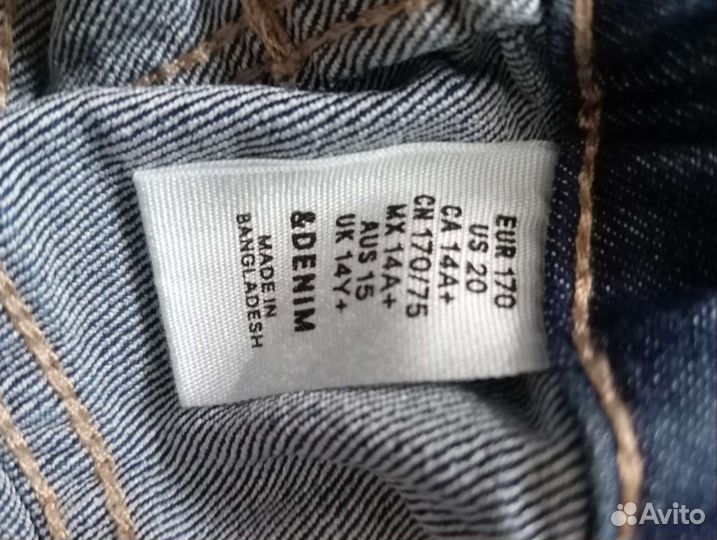 EUR 170
US 20
CA 14A+
CN 170/75
MX 14A+
AUS 15
UK 14Y+
&DENIM
MADE IN
BANGLADESH
Avito